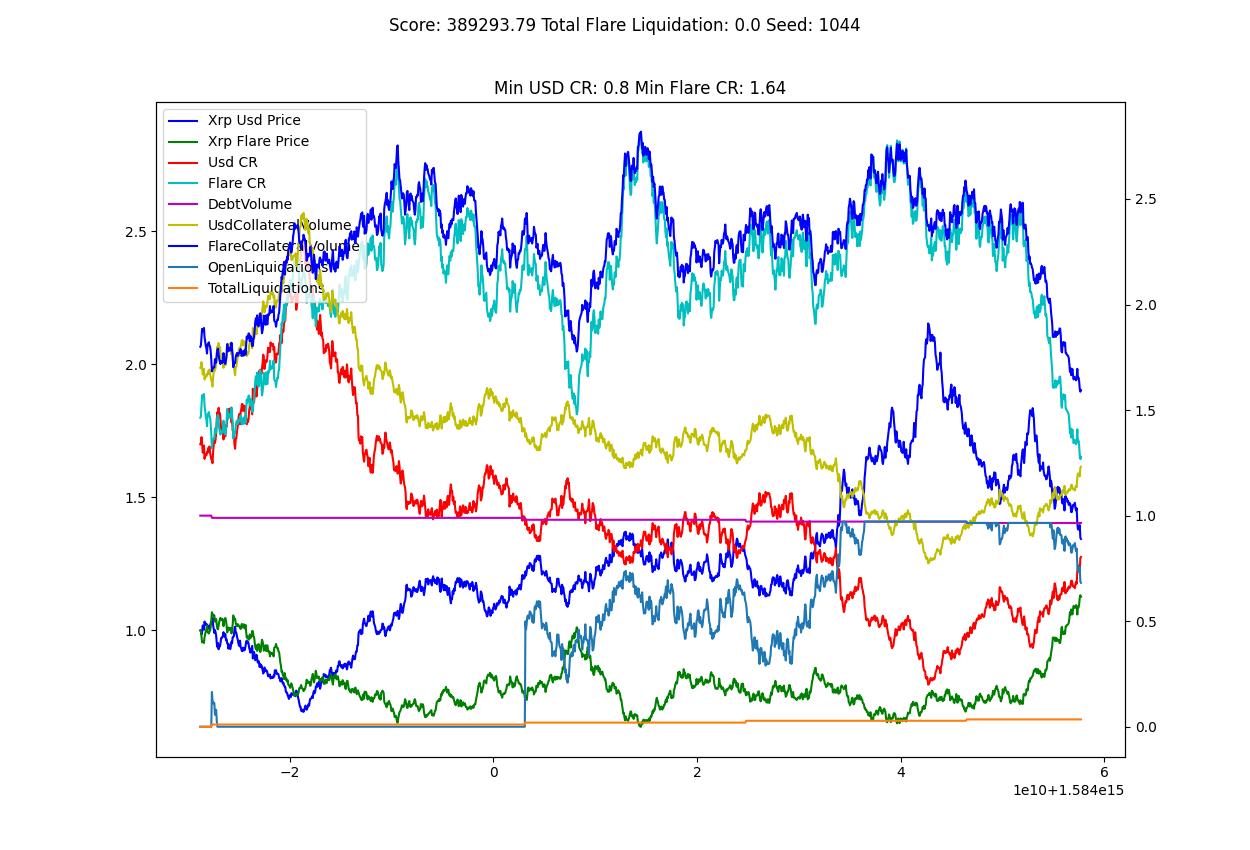 Score: 389293.79 Total Flare Liquidation: 0.0 Seed: 1044
Min USD CR: 0.8 Min Flare CR: 1.64
Xrp Usd Price
Xrp Flare Price
Usd CR
Flare CR
DebtVolume
UsdCollateralVolume
FlareCollateralVolume
OpenLiquidations
TotalLiquidations
2.5
2.0
1.5
1.0
2.5
2.0
1.5
1.0
0.5
0.0
−2
0
2
4
6
1e10+1.584e15